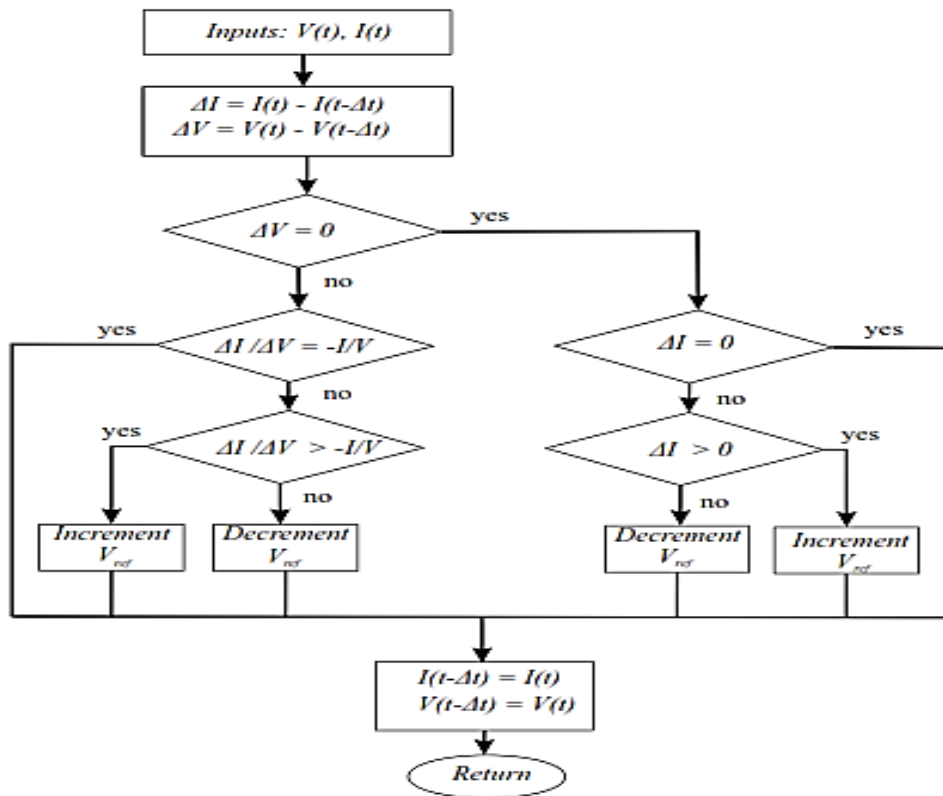 Inputs: V(t), I(t)
ΔI = I(t) - I(t-Δt)
ΔV = V(t) - V(t-Δt)
ΔV = 0
yes
no
yes
ΔI /ΔV = -I/V
ΔI = 0
yes
no
no
yes
ΔI /ΔV > -I/V
ΔI > 0
yes
no
no
Increment
Vref
Decrement
Vref
Decrement
Vref
Increment
Vref
I(t-Δt) = I(t)
V(t-Δt) = V(t)
Return